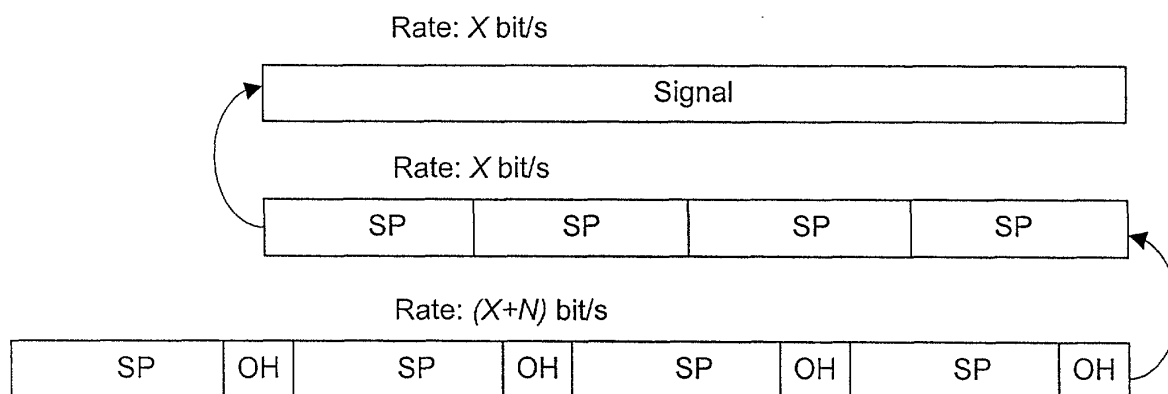 Rate: X bit/s
Signal
Rate: X bit/s
SP SP SP SP
Rate: (X+N) bit/s
SP OH SP OH SP OH SP OH